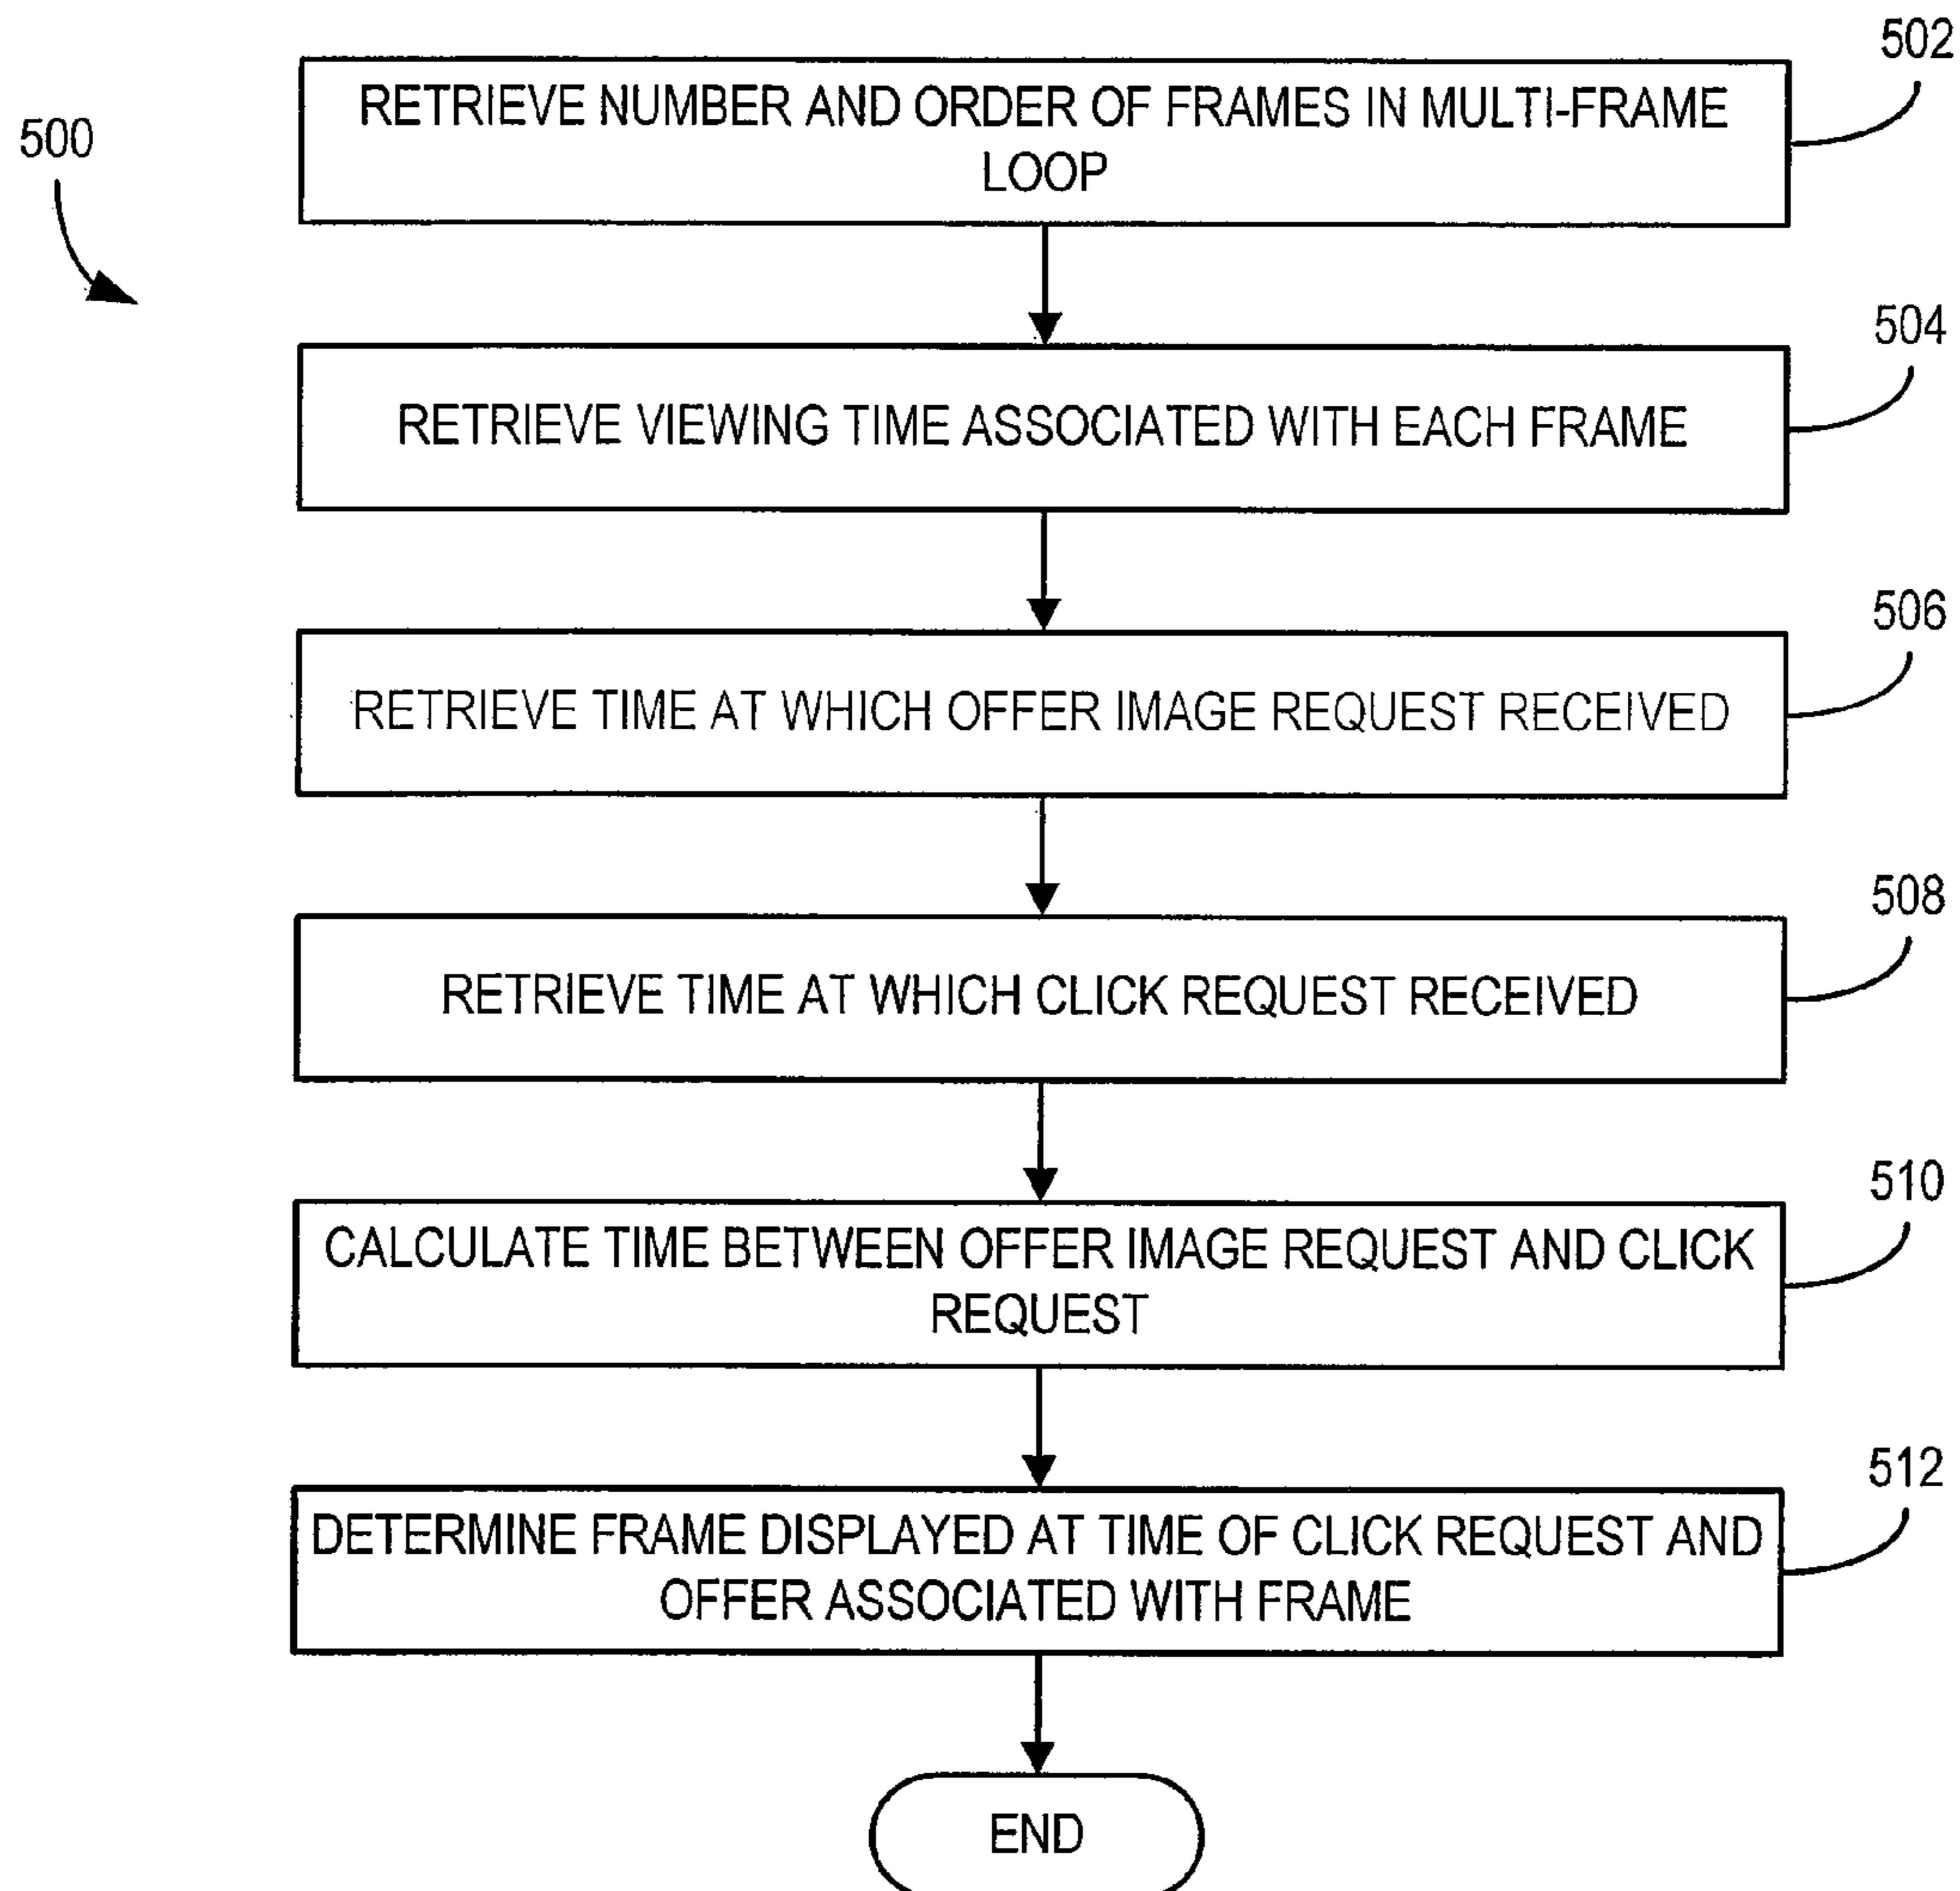 502
RETRIEVE NUMBER AND ORDER OF FRAMES IN MULTI-FRAME
LOOP
500
504
RETRIEVE VIEWING TIME ASSOCIATED WITH EACH FRAME
506
RETRIEVE TIME AT WHICH OFFER IMAGE REQUEST RECEIVED
508
RETRIEVE TIME AT WHICH CLICK REQUEST RECEIVED
510
CALCULATE TIME BETWEEN OFFER IMAGE REQUEST AND CLICK
REQUEST
512
DETERMINE FRAME DISPLAYED AT TIME OF CLICK REQUEST AND
OFFER ASSOCIATED WITH FRAME
END